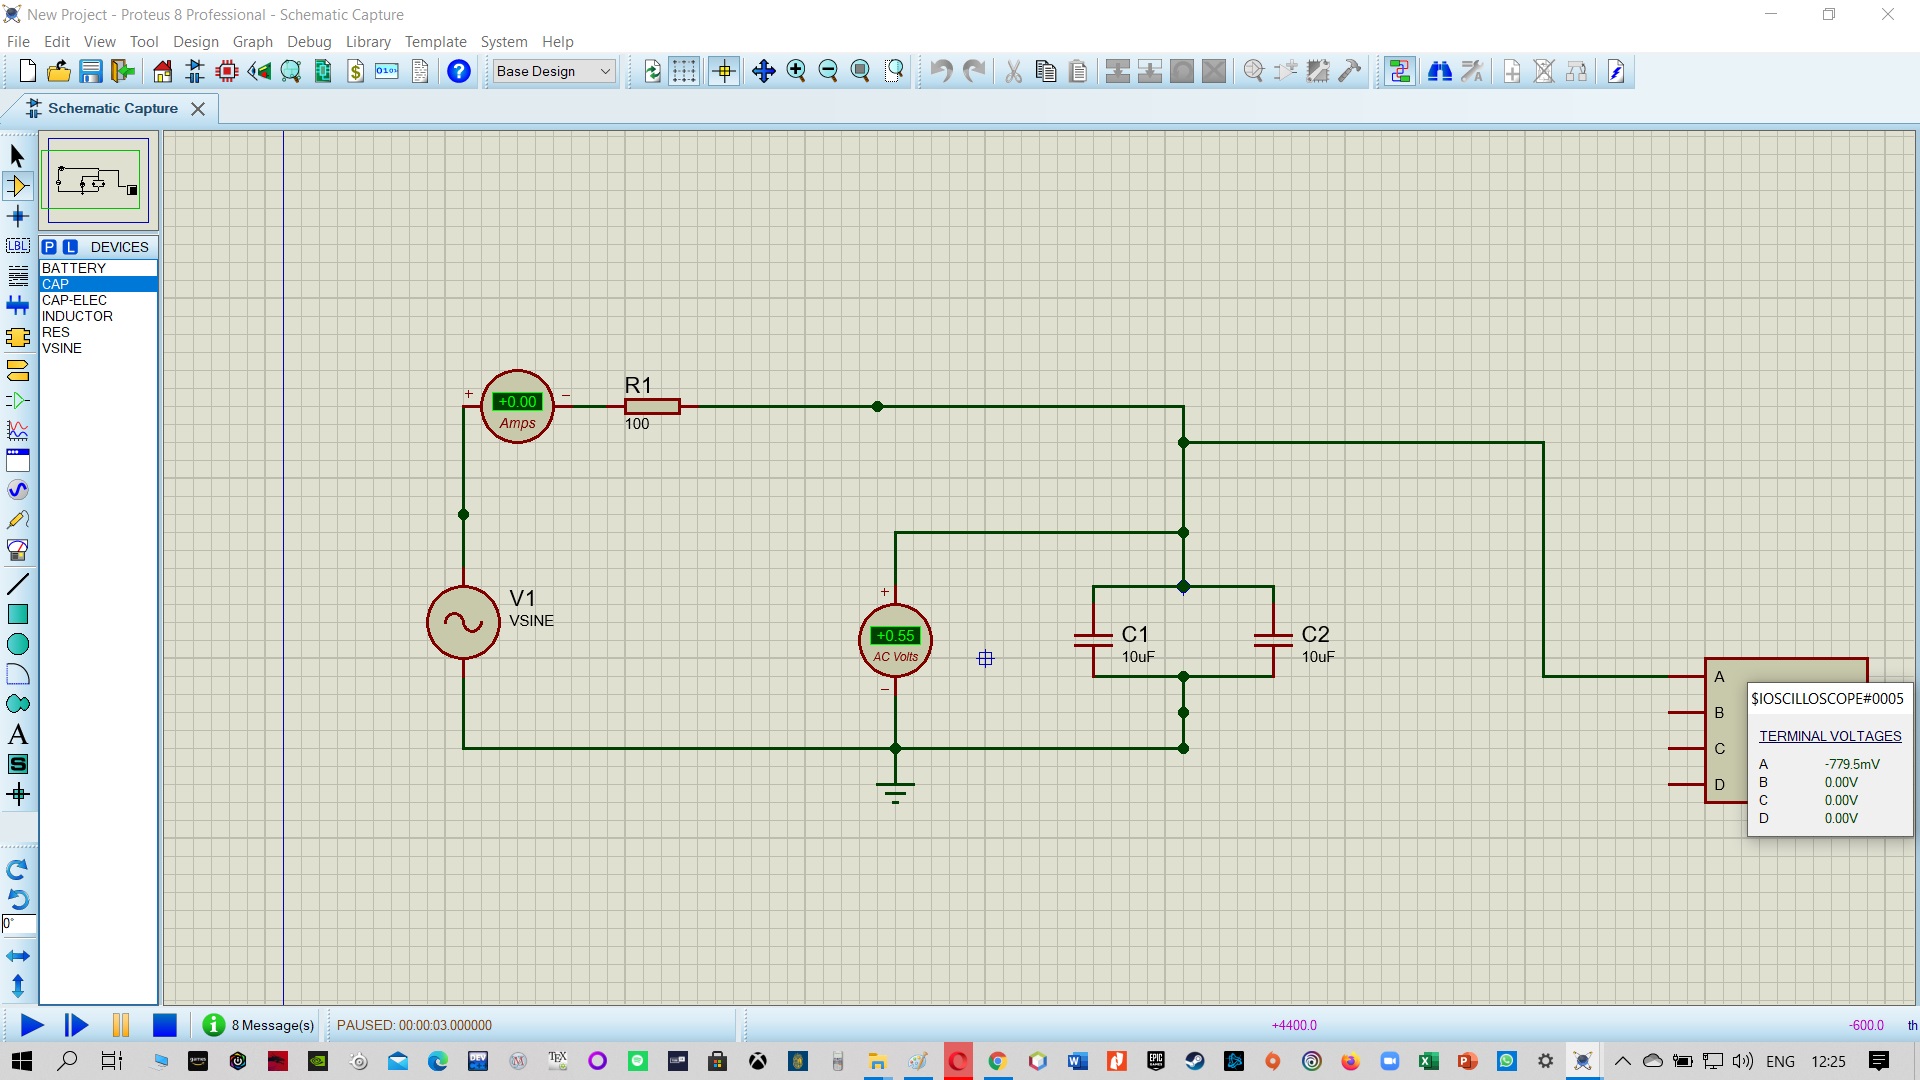 New Project - Proteus 8 Professional - Schematic Capture
File Edit View Tool Design Graph Debug Library Template System Help
Base Design
Schematic Capture
P L DEVICES
BATTERY
CAP
CAP-ELEC
INDUCTOR
RES
VSINE
LBL
A
S
0°
+ −
+0.00
Amps
R1
100
V1
VSINE
+
+0.55
AC Volts
−
C1
10uF
C2
10uF
A
B
C
D
$IOSCILLOSCOPE#0005
TERMINAL VOLTAGES
A -779.5mV
B 0.00V
C 0.00V
D 0.00V
8 Message(s)
PAUSED: 00:00:03.000000
+4400.0
-600.0 th
ENG 12:25